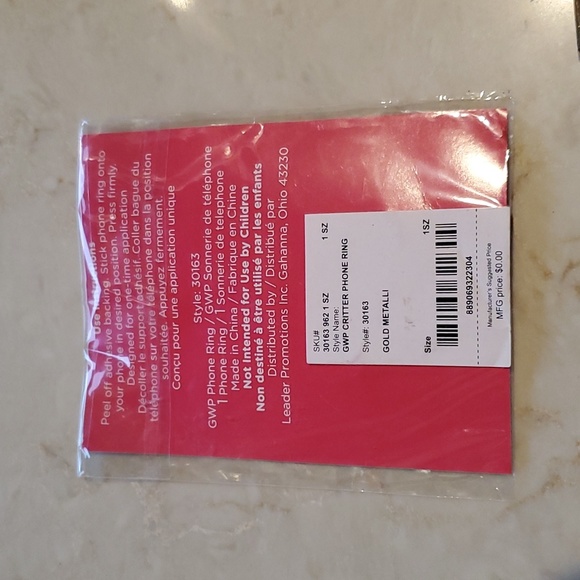 Use Instructions
Peel off adhesive backing. Stick phone ring onto
your phone in desired position. Press firmly.
Designed for one-time application
Décoller le support adhésif. Coller bague du
téléphone sur votre téléphone dans la position
souhaitée. Appuyez fermement.
Concu pour une application unique
Style: 30163
GWP Phone Ring / GWP Sonnerie de téléphone
1 Phone Ring / 1 Sonnerie de telephone
Made in China / Fabriqué en Chine
Not Intended for Use by Children
Non destiné à être utilisé par les enfants
Distributed by / Distribué par
Leader Promotions Inc. Gahanna, Ohio 43230
SKU#
30163 962 1 SZ 1 SZ
Style Name:
GWP CRITTER PHONE RING
Style#: 30163
GOLD METALLI
Size 1SZ
889069322304
Manufacturer's Suggested Price
MFG price: $0.00